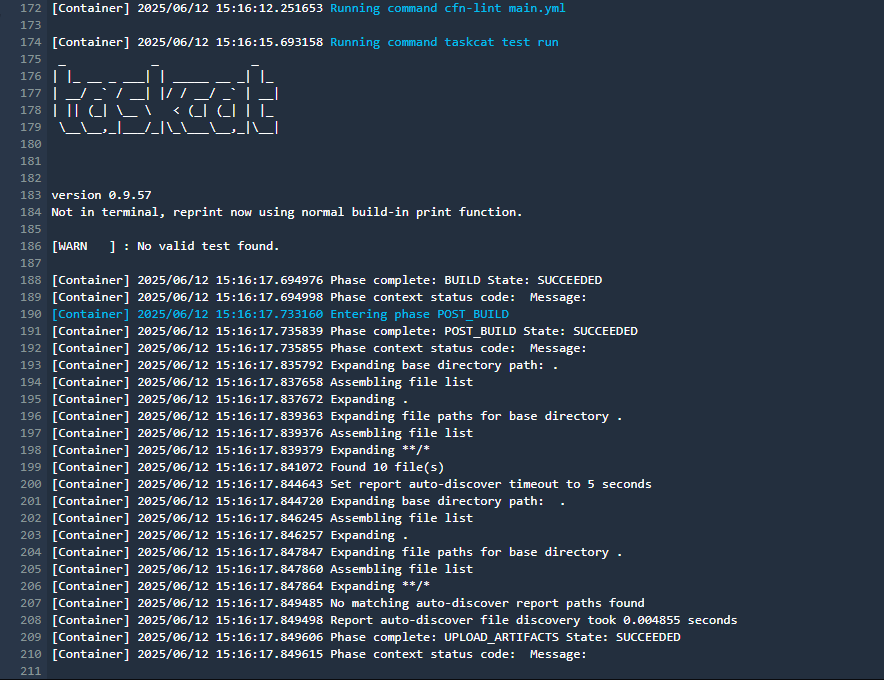 172 [Container] 2025/06/12 15:16:12.251653 Running command cfn-lint main.yml
173
174 [Container] 2025/06/12 15:16:15.693158 Running command taskcat test run
175  _            _             _
176 | |_ __ _ ___| | _____ __ _| |_
177 | __/ _` / __| |/ / __/ _` | __|
178 | || (_| \__ \   < (_| (_| | |_
179  \__\__,_|___/_|\_\___\__,_|\__|
180
181
182
183 version 0.9.57
184 Not in terminal, reprint now using normal build-in print function.
185
186 [WARN   ] : No valid test found.
187
188 [Container] 2025/06/12 15:16:17.694976 Phase complete: BUILD State: SUCCEEDED
189 [Container] 2025/06/12 15:16:17.694998 Phase context status code:  Message:
190 [Container] 2025/06/12 15:16:17.733160 Entering phase POST_BUILD
191 [Container] 2025/06/12 15:16:17.735839 Phase complete: POST_BUILD State: SUCCEEDED
192 [Container] 2025/06/12 15:16:17.735855 Phase context status code:  Message:
193 [Container] 2025/06/12 15:16:17.835792 Expanding base directory path: .
194 [Container] 2025/06/12 15:16:17.837658 Assembling file list
195 [Container] 2025/06/12 15:16:17.837672 Expanding .
196 [Container] 2025/06/12 15:16:17.839363 Expanding file paths for base directory .
197 [Container] 2025/06/12 15:16:17.839376 Assembling file list
198 [Container] 2025/06/12 15:16:17.839379 Expanding **/*
199 [Container] 2025/06/12 15:16:17.841072 Found 10 file(s)
200 [Container] 2025/06/12 15:16:17.844643 Set report auto-discover timeout to 5 seconds
201 [Container] 2025/06/12 15:16:17.844720 Expanding base directory path:  .
202 [Container] 2025/06/12 15:16:17.846245 Assembling file list
203 [Container] 2025/06/12 15:16:17.846257 Expanding .
204 [Container] 2025/06/12 15:16:17.847847 Expanding file paths for base directory .
205 [Container] 2025/06/12 15:16:17.847860 Assembling file list
206 [Container] 2025/06/12 15:16:17.847864 Expanding **/*
207 [Container] 2025/06/12 15:16:17.849485 No matching auto-discover report paths found
208 [Container] 2025/06/12 15:16:17.849498 Report auto-discover file discovery took 0.004855 seconds
209 [Container] 2025/06/12 15:16:17.849606 Phase complete: UPLOAD_ARTIFACTS State: SUCCEEDED
210 [Container] 2025/06/12 15:16:17.849615 Phase context status code:  Message:
211